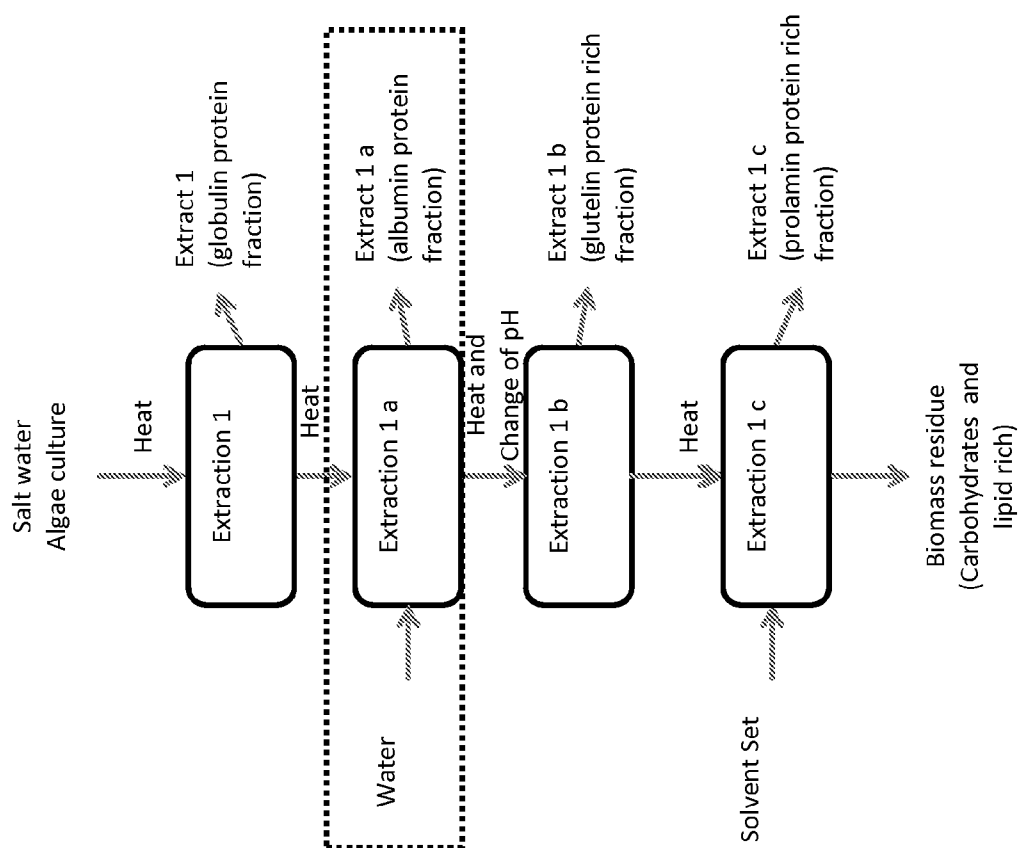 Salt water
Algae culture
Heat
Extraction 1
Extract 1
(globulin protein
fraction)
Heat
Water
Extraction 1 a
Extract 1 a
(albumin protein
fraction)
Heat and
Change of pH
Extraction 1 b
Extract 1 b
(glutelin protein rich
fraction)
Heat
Solvent Set
Extraction 1 c
Extract 1 c
(prolamin protein rich
fraction)
Biomass residue
(Carbohydrates and
lipid rich)